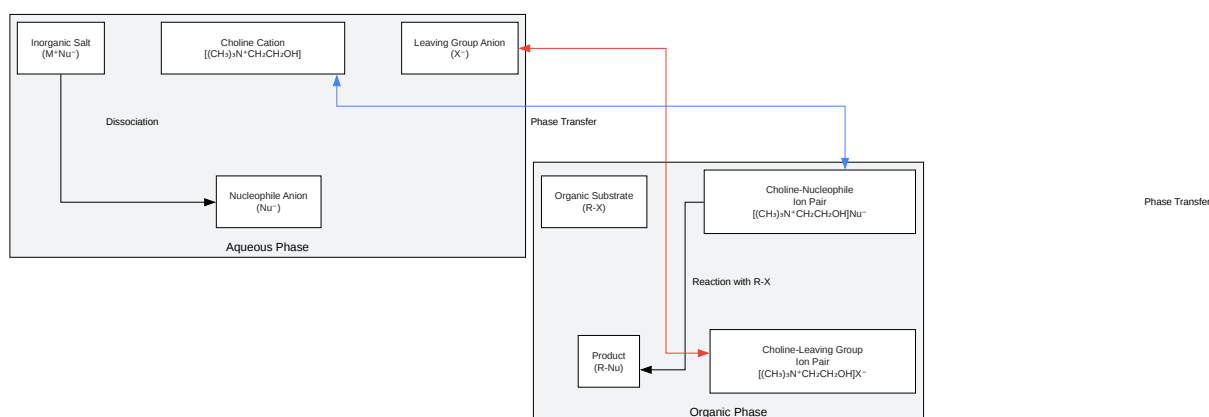 Inorganic Salt
(M⁺Nu⁻)
Choline Cation
[(CH₃)₃N⁺CH₂CH₂OH]
Leaving Group Anion
(X⁻)
Dissociation
Phase Transfer
Nucleophile Anion
(Nu⁻)
Aqueous Phase
Organic Substrate
(R-X)
Choline-Nucleophile
Ion Pair
[(CH₃)₃N⁺CH₂CH₂OH]Nu⁻
Phase Transfer
Reaction with R-X
Product
(R-Nu)
Choline-Leaving Group
Ion Pair
[(CH₃)₃N⁺CH₂CH₂OH]X⁻
Organic Phase